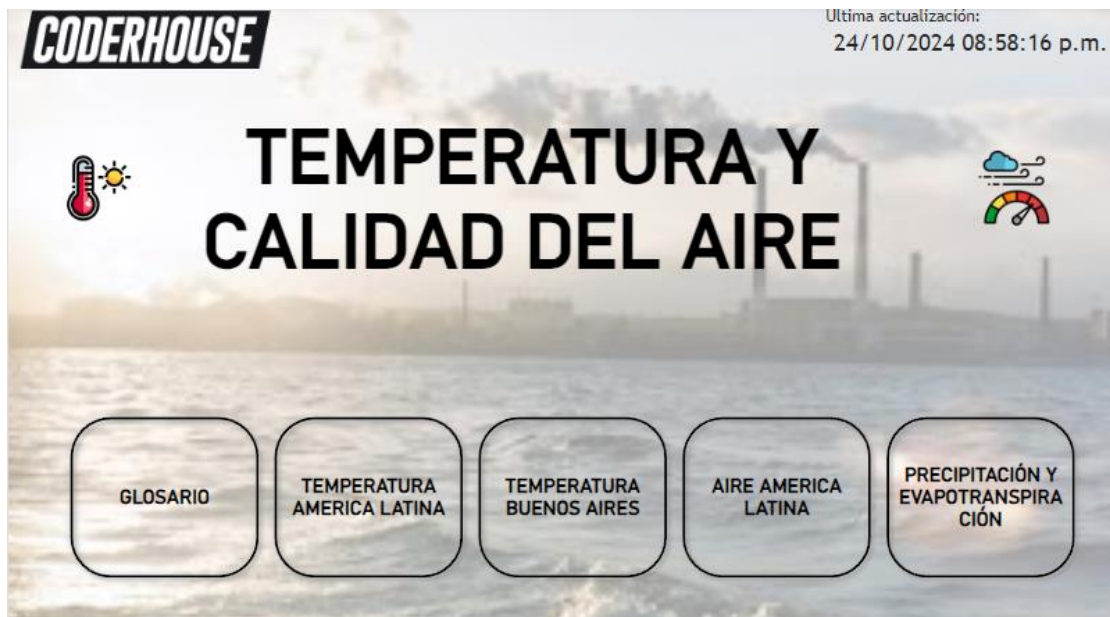 CODERHOUSE
Ultima actualización:
24/10/2024 08:58:16 p.m.
TEMPERATURA Y
CALIDAD DEL AIRE
GLOSARIO
TEMPERATURA
AMERICA LATINA
TEMPERATURA
BUENOS AIRES
AIRE AMERICA
LATINA
PRECIPITACIÓN Y
EVAPOTRANSPIRA
CIÓN